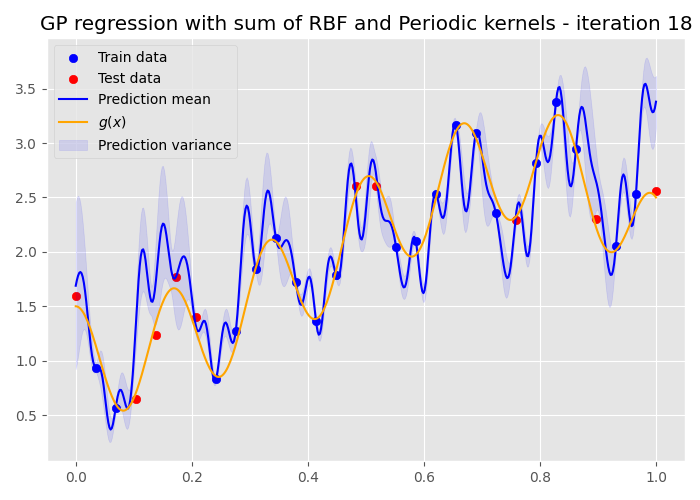 GP regression with sum of RBF and Periodic kernels - iteration 18
Train data
Test data
Prediction mean
g(x)
Prediction variance
3.5
3.0
2.5
2.0
1.5
1.0
0.5
0.0 0.2 0.4 0.6 0.8 1.0